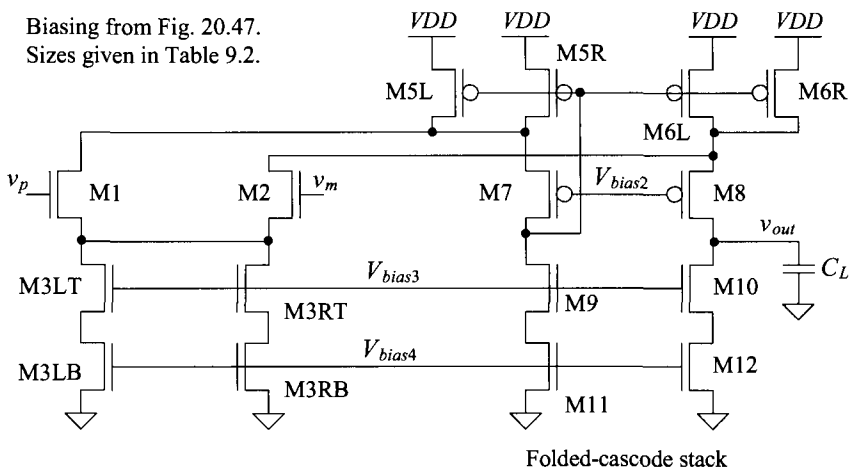 Biasing from Fig. 20.47.
Sizes given in Table 9.2.
VDD VDD VDD VDD
M5R
M5L
M6R
M6L
v_p
M1
M2
v_m
M7
V_bias2
M8
v_out
M3LT
V_bias3
M10
C_L
M3RT
M9
M3LB
V_bias4
M12
M3RB
M11
Folded-cascode stack